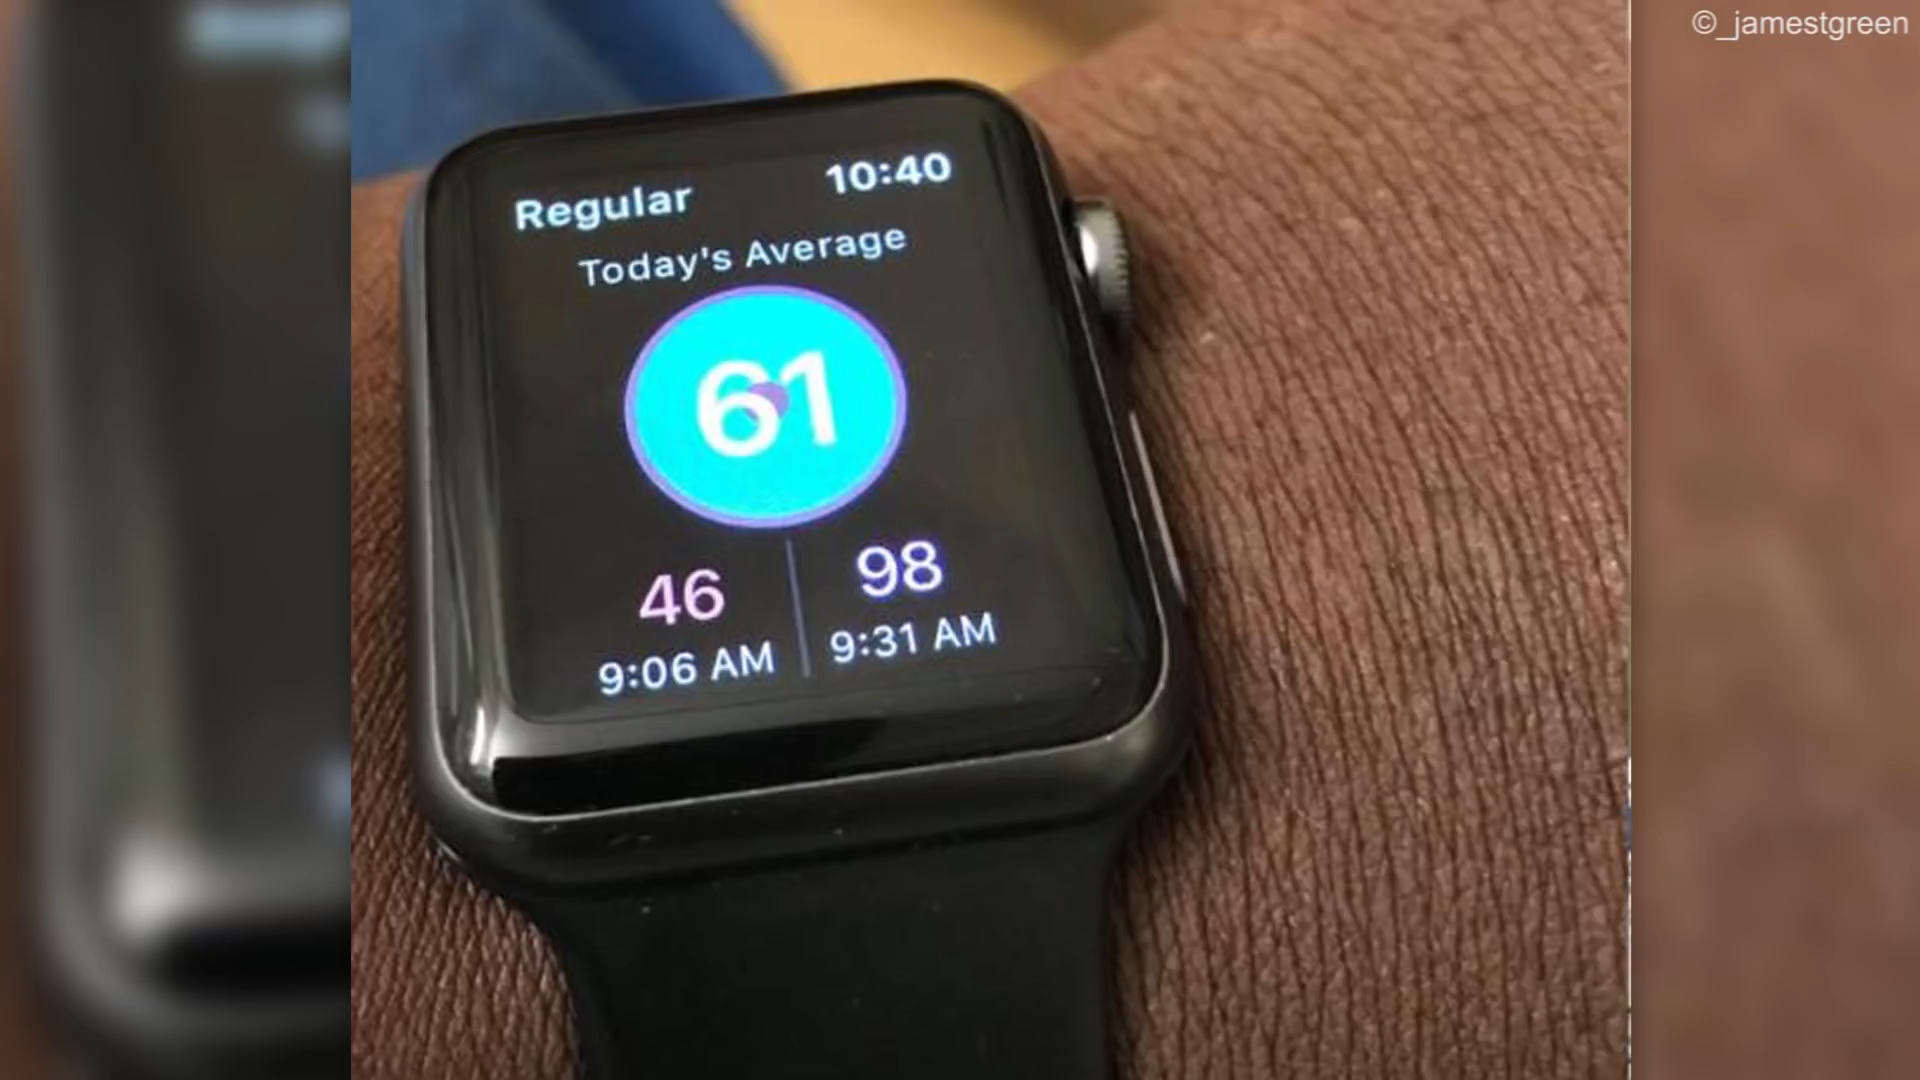 ©_jamestgreen
Regular 10:40
Today's Average
61
46 98
9:06 AM 9:31 AM